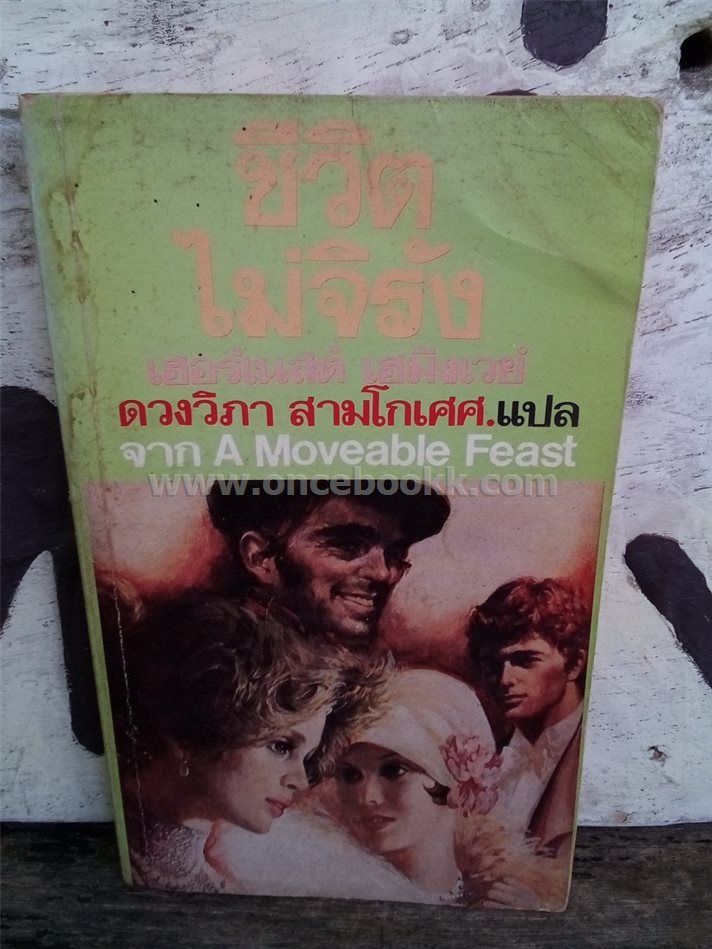 ชีวิต
ไม่จีรัง
เฮอร์เนสต์ เฮมิงเวย์
ดวงวิภา สามโกเศศ.แปล
จาก A Moveable Feast
www.oncebookk.com